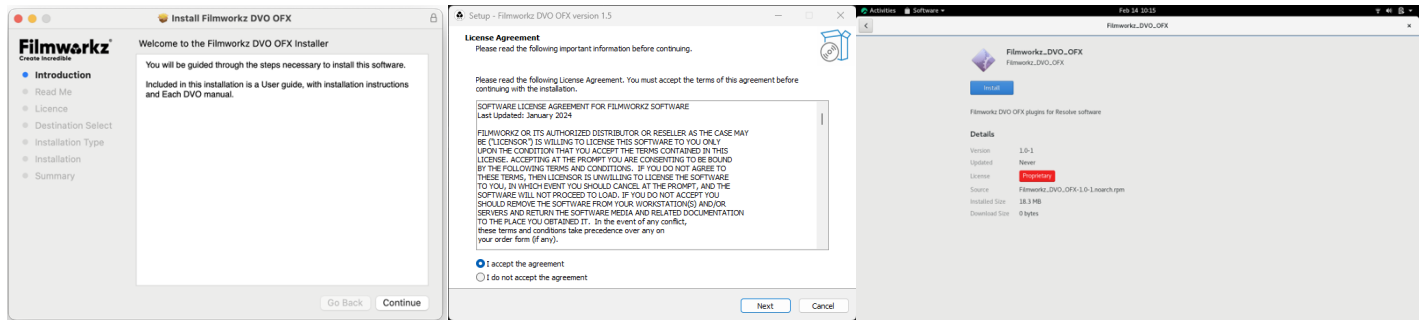 Install Filmworkz DVO OFX
Filmworkz
Create Incredible
Introduction
Read Me
Licence
Destination Select
Installation Type
Installation
Summary
Welcome to the Filmworkz DVO OFX Installer
You will be guided through the steps necessary to install this software.
Included in this installation is a User guide, with installation instructions
and Each DVO manual.
Go Back
Continue
Setup - Filmworkz DVO OFX version 1.5
License Agreement
Please read the following important information before continuing.
Please read the following License Agreement. You must accept the terms of this agreement before
continuing with the installation.
SOFTWARE LICENSE AGREEMENT FOR FILMWORKZ SOFTWARE
Last Updated: January 2024
FILMWORKZ OR ITS AUTHORIZED DISTRIBUTOR OR RESELLER AS THE CASE MAY
BE ("LICENSOR") IS WILLING TO LICENSE THIS SOFTWARE TO YOU ONLY
UPON THE CONDITION THAT YOU ACCEPT THE TERMS CONTAINED IN THIS
LICENSE. ACCEPTING AT THE PROMPT YOU ARE CONSENTING TO BE BOUND
BY THE FOLLOWING TERMS AND CONDITIONS. IF YOU DO NOT AGREE TO
THESE TERMS, THEN LICENSOR IS UNWILLING TO LICENSE THE SOFTWARE
TO YOU, IN WHICH EVENT YOU SHOULD CANCEL AT THE PROMPT, AND THE
SOFTWARE WILL NOT PROCEED TO LOAD. IF YOU DO NOT ACCEPT YOU
SHOULD REMOVE THE SOFTWARE FROM YOUR WORKSTATION(S) AND/OR
SERVERS AND RETURN THE SOFTWARE MEDIA AND RELATED DOCUMENTATION
TO THE PLACE YOU OBTAINED IT. In the event of any conflict,
these terms and conditions take precedence over any on
your order form (if any).
I accept the agreement
I do not accept the agreement
Next
Cancel
Activities
Software
Feb 14 10:15
Filmworkz_DVO_OFX
Filmworkz_DVO_OFX
Filmworkz_DVO_OFX
Install
Filmworkz DVO OFX plugins for Resolve software
Details
Version 1.0-1
Updated Never
License Proprietary
Source Filmworkz_DVO_OFX-1.0-1.noarch.rpm
Installed Size 18.3 MB
Download Size 0 bytes